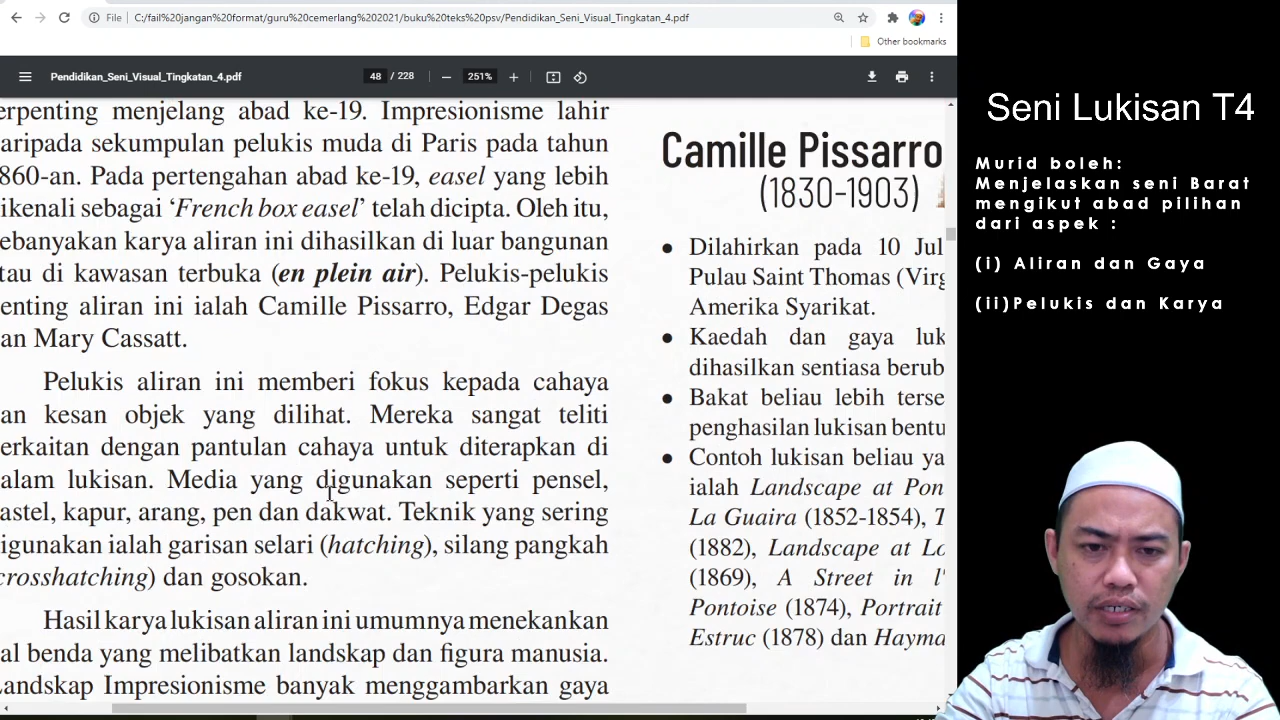 File
C:/fail%20jangan%20format/guru%20cemerlang%202021/buku%20teks%20psv/Pendidikan_Seni_Visual_Tingkatan_4.pdf
Other bookmarks
Pendidikan_Seni_Visual_Tingkatan_4.pdf
48 / 228
251%
erpenting menjelang abad ke-19. Impresionisme lahir
aripada sekumpulan pelukis muda di Paris pada tahun
860-an. Pada pertengahan abad ke-19, easel yang lebih
ikenali sebagai ‘French box easel’ telah dicipta. Oleh itu,
ebanyakan karya aliran ini dihasilkan di luar bangunan
tau di kawasan terbuka (en plein air). Pelukis-pelukis
enting aliran ini ialah Camille Pissarro, Edgar Degas
an Mary Cassatt.
Pelukis aliran ini memberi fokus kepada cahaya
an kesan objek yang dilihat. Mereka sangat teliti
erkaitan dengan pantulan cahaya untuk diterapkan di
alam lukisan. Media yang digunakan seperti pensel,
astel, kapur, arang, pen dan dakwat. Teknik yang sering
igunakan ialah garisan selari (hatching), silang pangkah
crosshatching) dan gosokan.
Hasil karya lukisan aliran ini umumnya menekankan
al benda yang melibatkan landskap dan figura manusia.
Landskap Impresionisme banyak menggambarkan gaya
Camille Pissarro
(1830-1903)
● Dilahirkan pada 10 Jul
Pulau Saint Thomas (Virg
Amerika Syarikat.
● Kaedah dan gaya luk
dihasilkan sentiasa berub
● Bakat beliau lebih terse
penghasilan lukisan bentu
● Contoh lukisan beliau ya
ialah Landscape at Pon
La Guaira (1852-1854), T
(1882), Landscape at Lo
(1869), A Street in l'
Pontoise (1874), Portrait
Estruc (1878) dan Hayma
Seni Lukisan T4
Murid boleh:
Menjelaskan seni Barat
mengikut abad pilihan
dari aspek :
(i) Aliran dan Gaya
(ii)Pelukis dan Karya